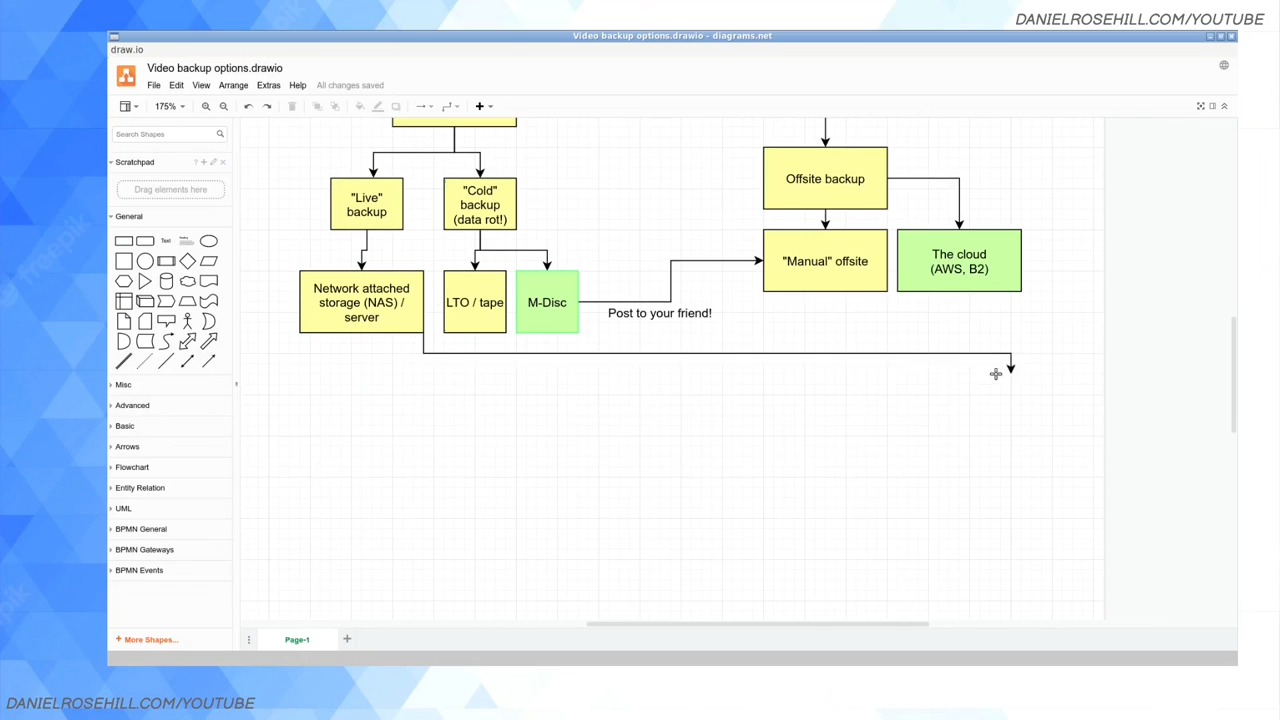 DANIELROSEHILL.COM/YOUTUBE
Video backup options.drawio - diagrams.net
draw.io
Video backup options.drawio
File Edit View Arrange Extras Help All changes saved
175%
Search Shapes
Scratchpad
Drag elements here
General
Text
Misc
Advanced
Basic
Arrows
Flowchart
Entity Relation
UML
BPMN General
BPMN Gateways
BPMN Events
+ More Shapes...
"Live"
backup
"Cold"
backup
(data rot!)
Network attached
storage (NAS) /
server
LTO / tape
M-Disc
Post to your friend!
Offsite backup
"Manual" offsite
The cloud
(AWS, B2)
Page-1
DANIELROSEHILL.COM/YOUTUBE